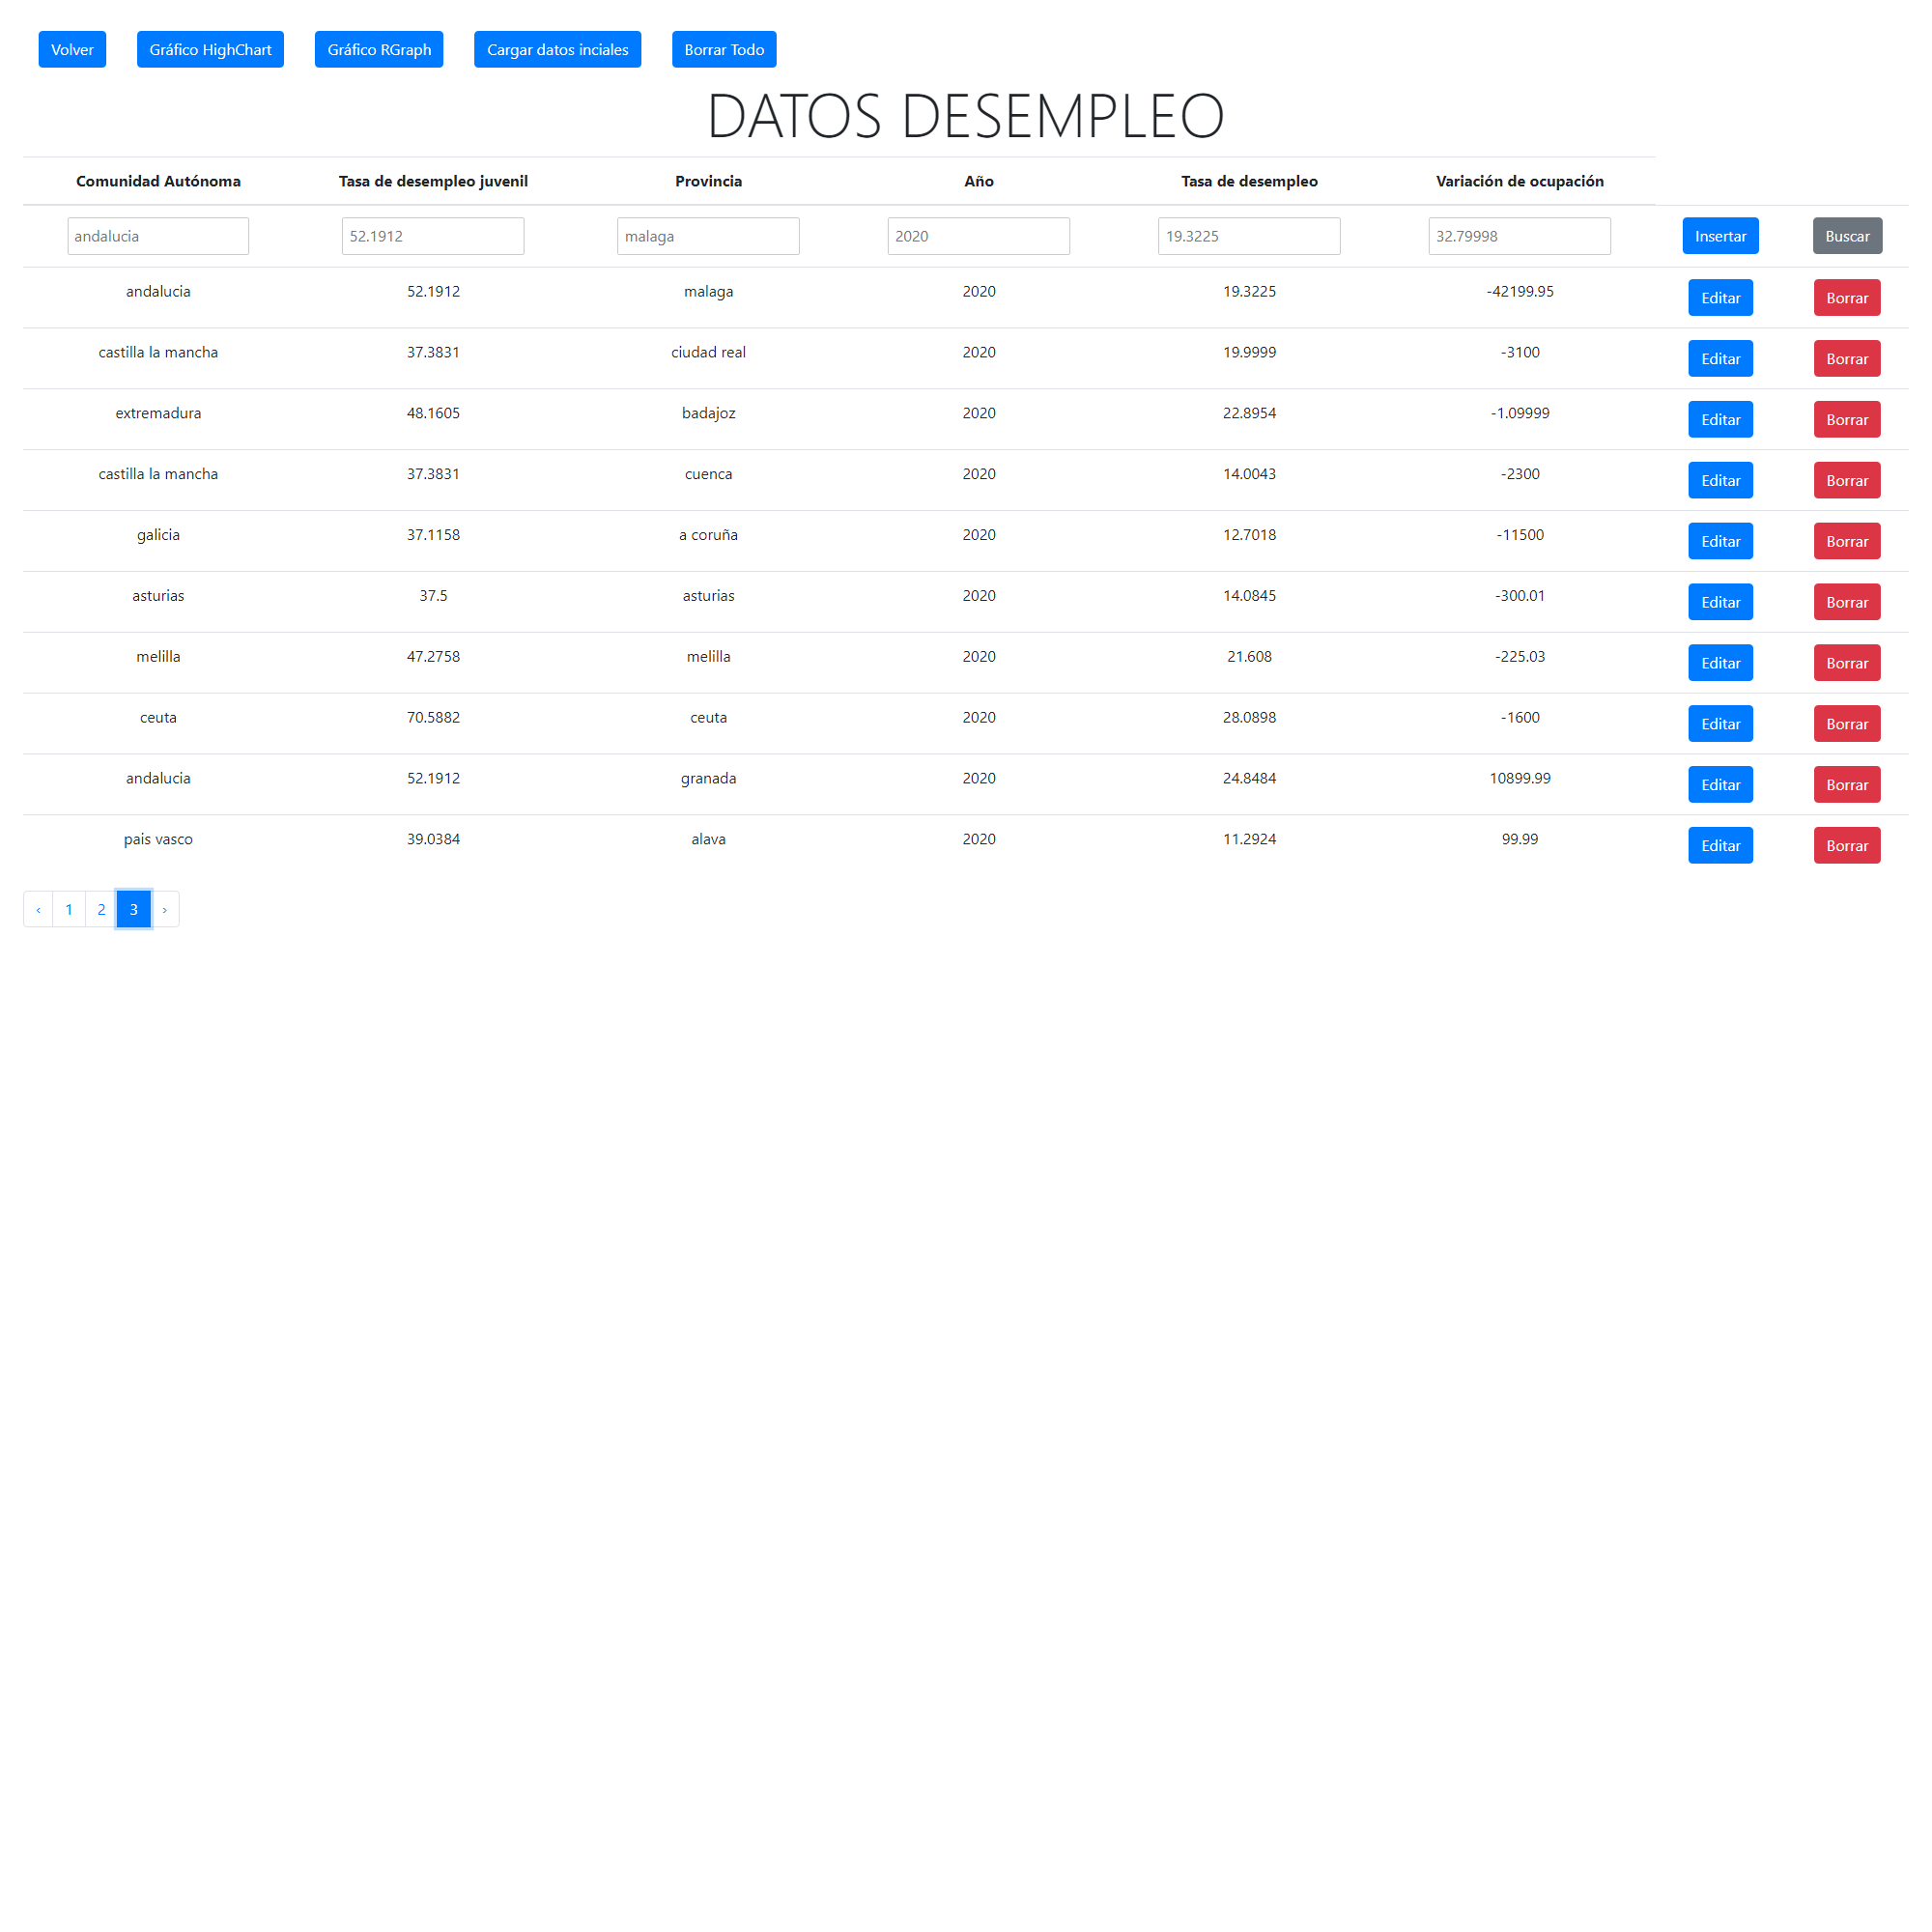 Volver Gráfico HighChart Gráfico RGraph Cargar datos inciales Borrar Todo
DATOS DESEMPLEO
Comunidad Autónoma Tasa de desempleo juvenil Provincia Año Tasa de desempleo Variación de ocupación
andalucia 52.1912 malaga 2020 19.3225 32.79998 Insertar Buscar
andalucia 52.1912 malaga 2020 19.3225 -42199.95 Editar Borrar
castilla la mancha 37.3831 ciudad real 2020 19.9999 -3100 Editar Borrar
extremadura 48.1605 badajoz 2020 22.8954 -1.09999 Editar Borrar
castilla la mancha 37.3831 cuenca 2020 14.0043 -2300 Editar Borrar
galicia 37.1158 a coruña 2020 12.7018 -11500 Editar Borrar
asturias 37.5 asturias 2020 14.0845 -300.01 Editar Borrar
melilla 47.2758 melilla 2020 21.608 -225.03 Editar Borrar
ceuta 70.5882 ceuta 2020 28.0898 -1600 Editar Borrar
andalucia 52.1912 granada 2020 24.8484 10899.99 Editar Borrar
pais vasco 39.0384 alava 2020 11.2924 99.99 Editar Borrar
‹ 1 2 3 ›